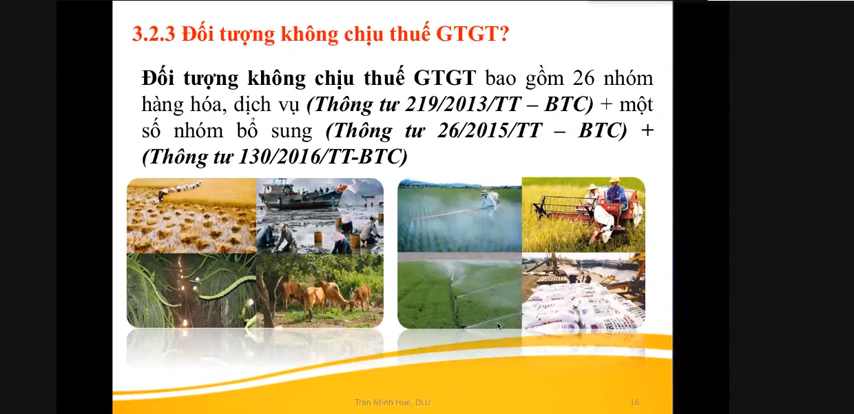 3.2.3 Đối tượng không chịu thuế GTGT?
Đối tượng không chịu thuế GTGT bao gồm 26 nhóm
hàng hóa, dịch vụ (Thông tư 219/2013/TT – BTC) + một
số nhóm bổ sung (Thông tư 26/2015/TT – BTC) +
(Thông tư 130/2016/TT-BTC)
Tran Minh Hue, DLU
16